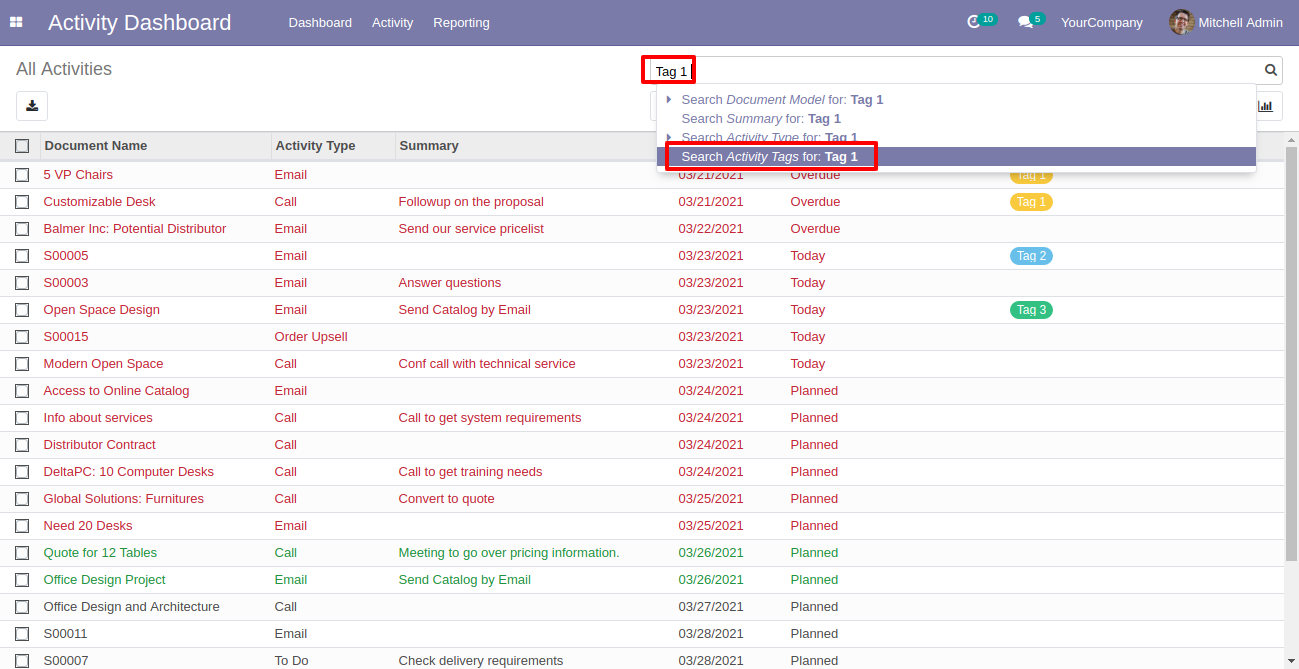 Activity Dashboard Dashboard Activity Reporting 10 5 YourCompany Mitchell Admin
All Activities
Tag 1
Search Document Model for: Tag 1
Search Summary for: Tag 1
Search Activity Type for: Tag 1
Search Activity Tags for: Tag 1
Document Name Activity Type Summary
5 VP Chairs Email 03/21/2021 Overdue Tag 1
Customizable Desk Call Followup on the proposal 03/21/2021 Overdue Tag 1
Balmer Inc: Potential Distributor Email Send our service pricelist 03/22/2021 Overdue
S00005 Email 03/23/2021 Today Tag 2
S00003 Email Answer questions 03/23/2021 Today
Open Space Design Email Send Catalog by Email 03/23/2021 Today Tag 3
S00015 Order Upsell 03/23/2021 Today
Modern Open Space Call Conf call with technical service 03/23/2021 Today
Access to Online Catalog Email 03/24/2021 Planned
Info about services Call Call to get system requirements 03/24/2021 Planned
Distributor Contract Call 03/24/2021 Planned
DeltaPC: 10 Computer Desks Call Call to get training needs 03/24/2021 Planned
Global Solutions: Furnitures Call Convert to quote 03/25/2021 Planned
Need 20 Desks Email 03/25/2021 Planned
Quote for 12 Tables Call Meeting to go over pricing information. 03/26/2021 Planned
Office Design Project Email Send Catalog by Email 03/26/2021 Planned
Office Design and Architecture Call 03/27/2021 Planned
S00011 Email 03/28/2021 Planned
S00007 To Do Check delivery requirements 03/28/2021 Planned